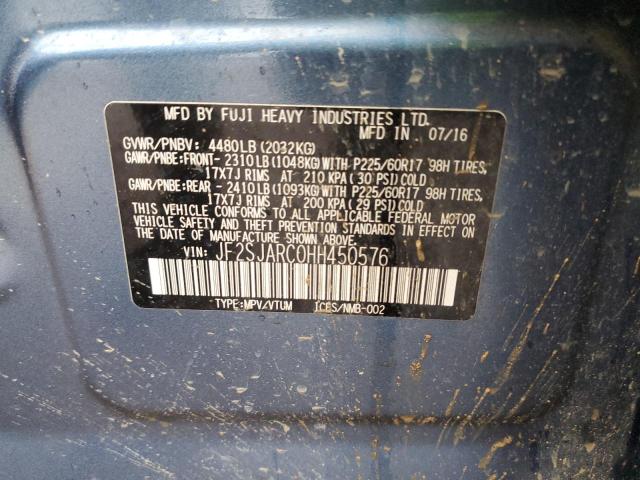 MFD BY FUJI HEAVY INDUSTRIES LTD.
MFD IN 07/16
GVWR/PNBV: 4480LB (2032KG)
GAWR/PNBE:FRONT- 2310LB (1048KG)WITH P225/60R17 98H TIRES,
17X7J RIMS AT 210 KPA (30 PSI) COLD
GAWR/PNBE:REAR - 2410LB (1093KG)WITH P225/60R17 98H TIRES,
17X7J RIMS AT 200 KPA (29 PSI) COLD
THIS VEHICLE CONFORMS TO ALL APPLICABLE FEDERAL MOTOR
VEHICLE SAFETY AND THEFT PREVENTION STANDARDS IN EFFECT ON
THE DATE OF MANUFACTURE SHOWN ABOVE.
VIN: JF2SJARC0HH450576
TYPE:MPV/VTUM ICES/NMB-002